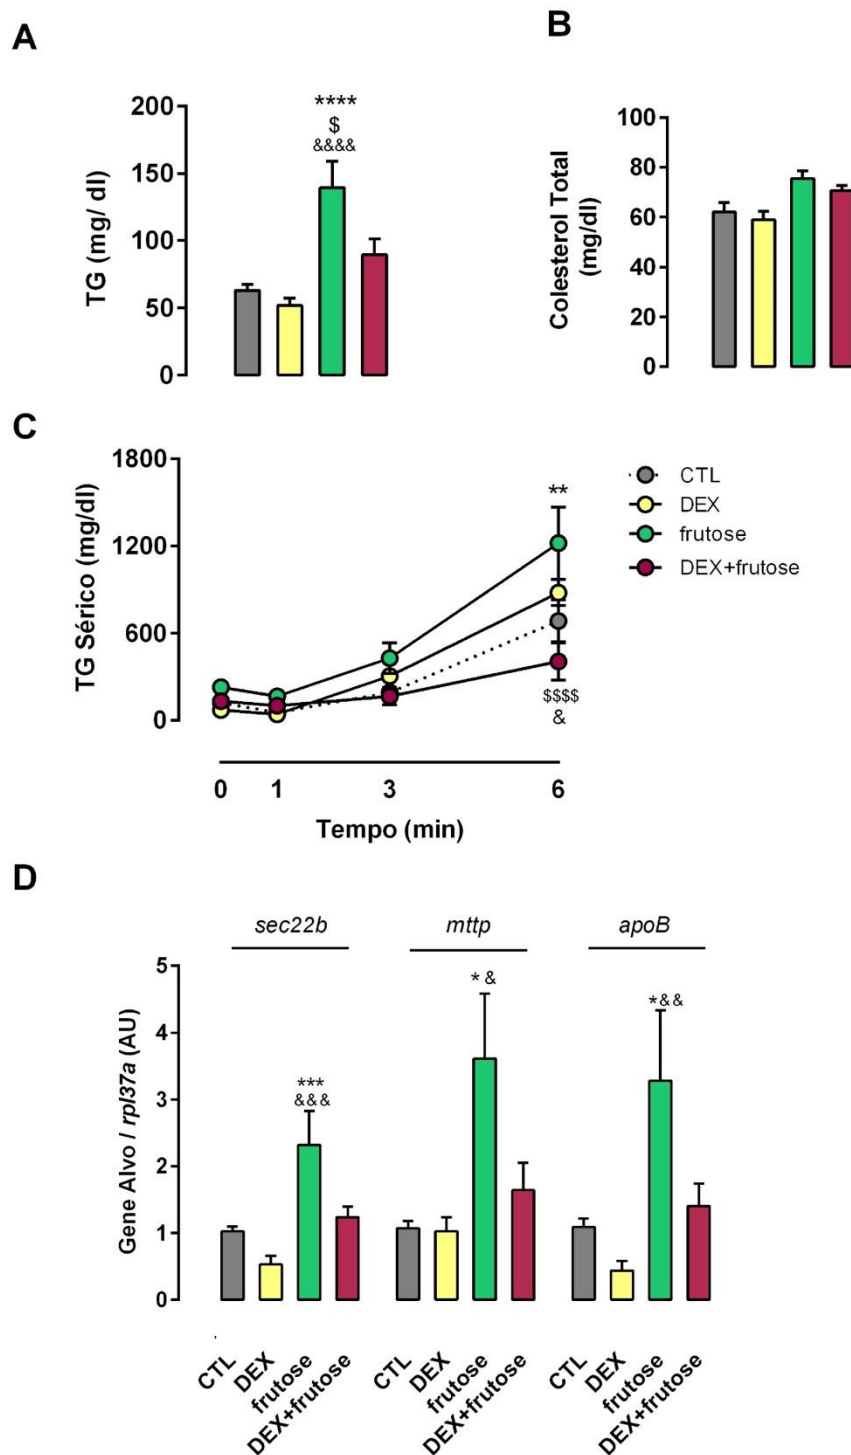 A
B
TG (mg/ dl)
200
150
100
50
0
****
$
&&&&
Colesterol Total
(mg/dl)
100
80
60
40
20
0
C
TG Sérico (mg/dl)
1800
1200
600
0
**
$$$$
&
CTL
DEX
frutose
DEX+frutose
0 1 3 6
Tempo (min)
D
sec22b mttp apoB
Gene Alvo / rpl37a (AU)
5
4
3
2
1
0
***
&&&
* &
*&&
CTL DEX frutose DEX+frutose CTL DEX frutose DEX+frutose CTL DEX frutose DEX+frutose